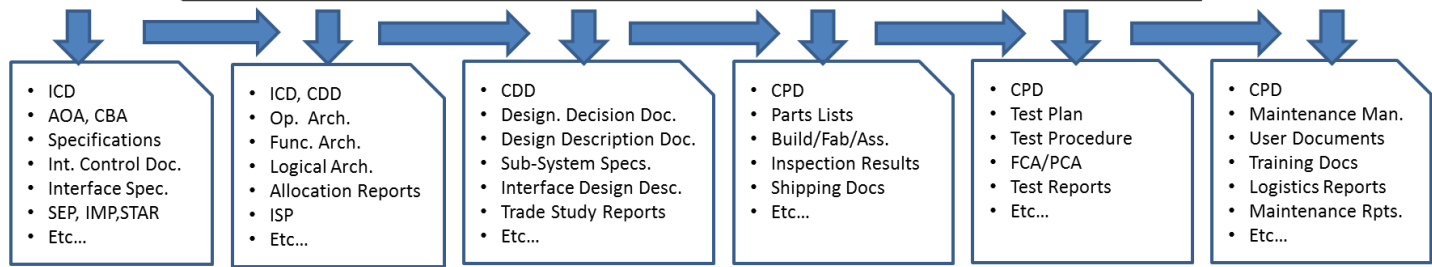 • ICD
• AOA, CBA
• Specifications
• Int. Control Doc.
• Interface Spec.
• SEP, IMP,STAR
• Etc…
• ICD, CDD
• Op. Arch.
• Func. Arch.
• Logical Arch.
• Allocation Reports
• ISP
• Etc…
• CDD
• Design. Decision Doc.
• Design Description Doc.
• Sub-System Specs.
• Interface Design Desc.
• Trade Study Reports
• Etc…
• CPD
• Parts Lists
• Build/Fab/Ass.
• Inspection Results
• Shipping Docs
• Etc…
• CPD
• Test Plan
• Test Procedure
• FCA/PCA
• Test Reports
• Etc…
• CPD
• Maintenance Man.
• User Documents
• Training Docs
• Logistics Reports
• Maintenance Rpts.
• Etc…